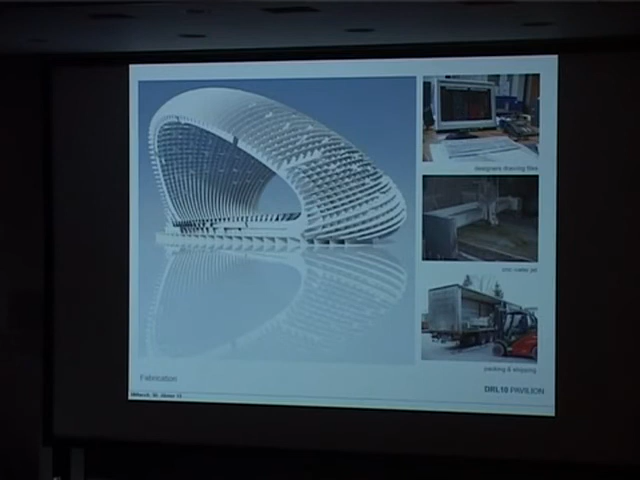 designers drawing files
cnc water jet
packing & shipping
Fabrication
DRL10 PAVILION